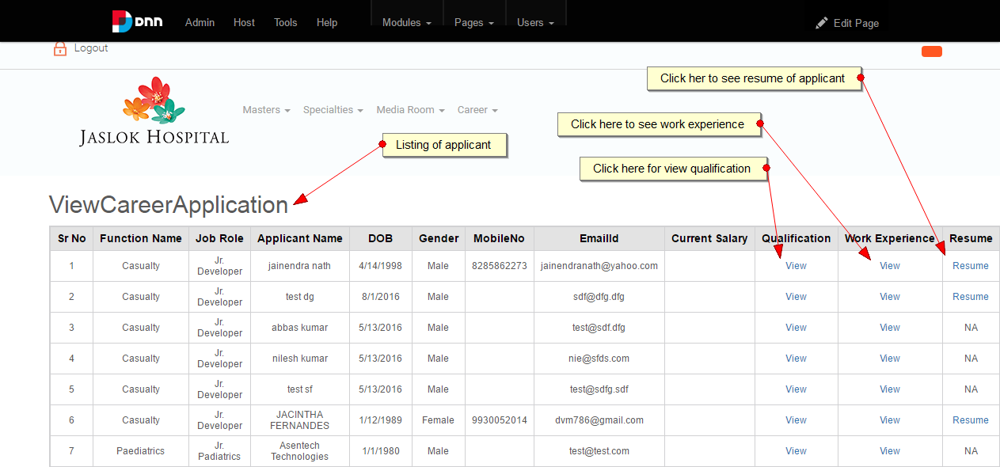 DNN Admin Host Tools Help Modules Pages Users Edit Page
Logout
Click her to see resume of applicant
JASLOK HOSPITAL
Masters Specialties Media Room Career
Click here to see work experience
Listing of applicant
Click here for view qualification
ViewCareerApplication
Sr No Function Name Job Role Applicant Name DOB Gender MobileNo EmailId Current Salary Qualification Work Experience Resume
1 Casualty Jr. Developer jainendra nath 4/14/1998 Male 8285862273 jainendranath@yahoo.com View View Resume
2 Casualty Jr. Developer test dg 8/1/2016 Male sdf@dfg.dfg View View Resume
3 Casualty Jr. Developer abbas kumar 5/13/2016 Male test@sdf.dfg View View NA
4 Casualty Jr. Developer nilesh kumar 5/13/2016 Male nie@sfds.com View View NA
5 Casualty Jr. Developer test sf 5/13/2016 Male test@sdfg.sdf View View NA
6 Casualty Jr. Developer JACINTHA FERNANDES 1/12/1989 Female 9930052014 dvm786@gmail.com View View Resume
7 Paediatrics Jr. Padiatrics Asentech Technologies 1/1/1980 Male test@test.com View View NA